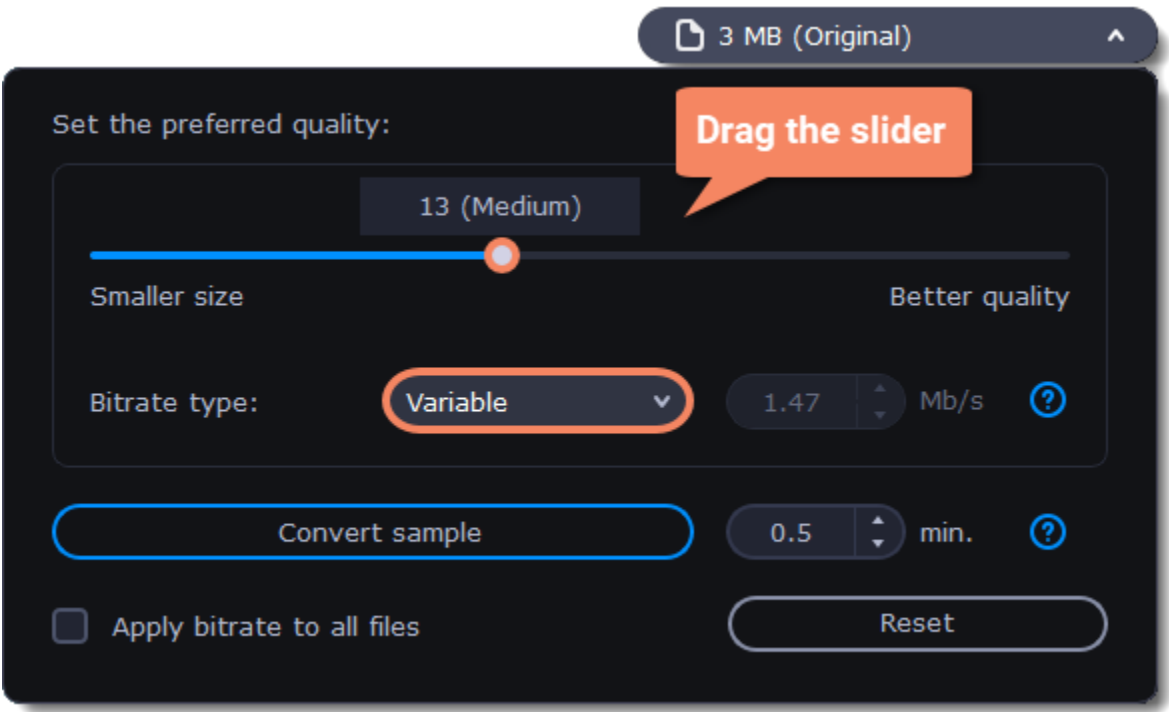 3 MB (Original)
Set the preferred quality:
Drag the slider
13 (Medium)
Smaller size
Better quality
Bitrate type:
Variable
1.47
Mb/s
?
Convert sample
0.5
min.
?
Apply bitrate to all files
Reset